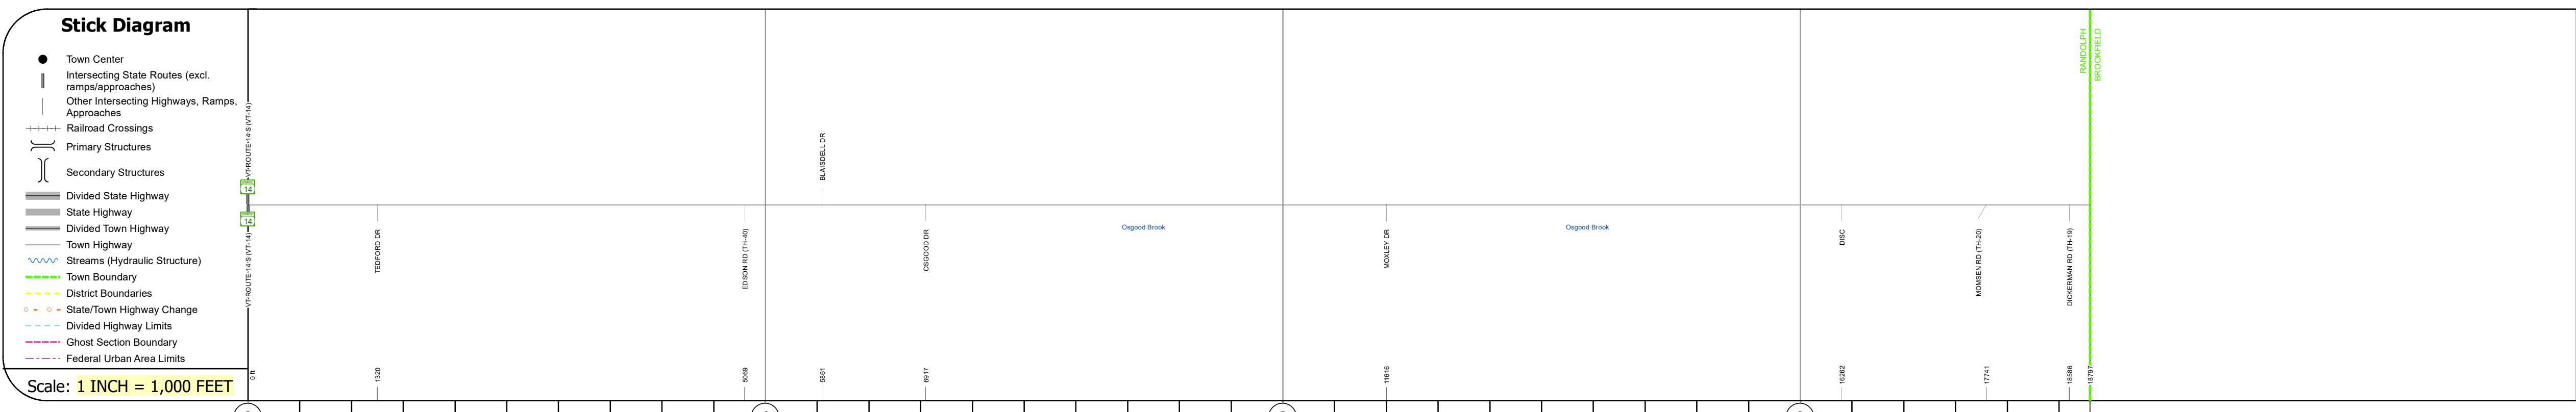 Stick Diagram
Town Center
Intersecting State Routes (excl.
ramps/approaches)
Other Intersecting Highways, Ramps,
Approaches
Railroad Crossings
Primary Structures
Secondary Structures
Divided State Highway
State Highway
Divided Town Highway
Town Highway
Streams (Hydraulic Structure)
Town Boundary
District Boundaries
State/Town Highway Change
Divided Highway Limits
Ghost Section Boundary
Federal Urban Area Limits
Scale: 1 INCH = 1,000 FEET
VT-ROUTE-14-S (VT-14)
14
14
VT-ROUTE-14-S (VT-14)
0 ft
TEDFORD DR
1320
EDSON RD (TH-40)
5069
BLAISDELL DR
5861
OSGOOD DR
6917
Osgood Brook
MOXLEY DR
11616
Osgood Brook
DISC
16262
MOMSEN RD (TH-20)
17741
DICKERMAN RD (TH-19)
18586
RANDOLPH
BROOKFIELD
18797